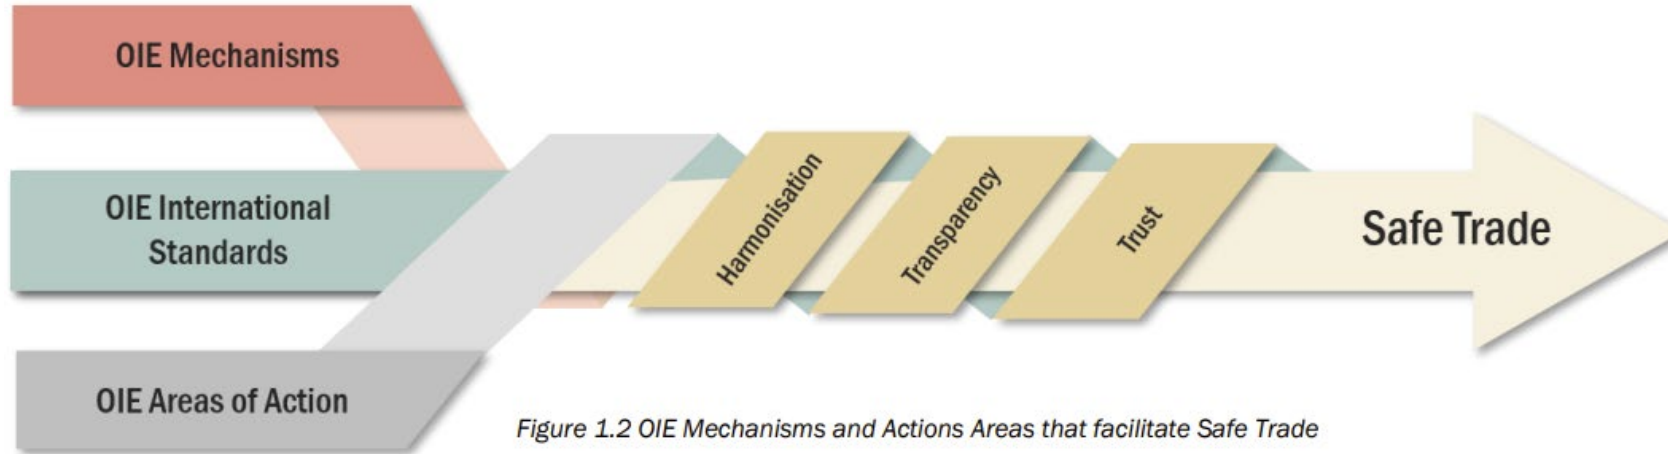 OIE Mechanisms
OIE International
Standards
OIE Areas of Action
Harmonisation
Transparency
Trust
Safe Trade
Figure 1.2 OIE Mechanisms and Actions Areas that facilitate Safe Trade